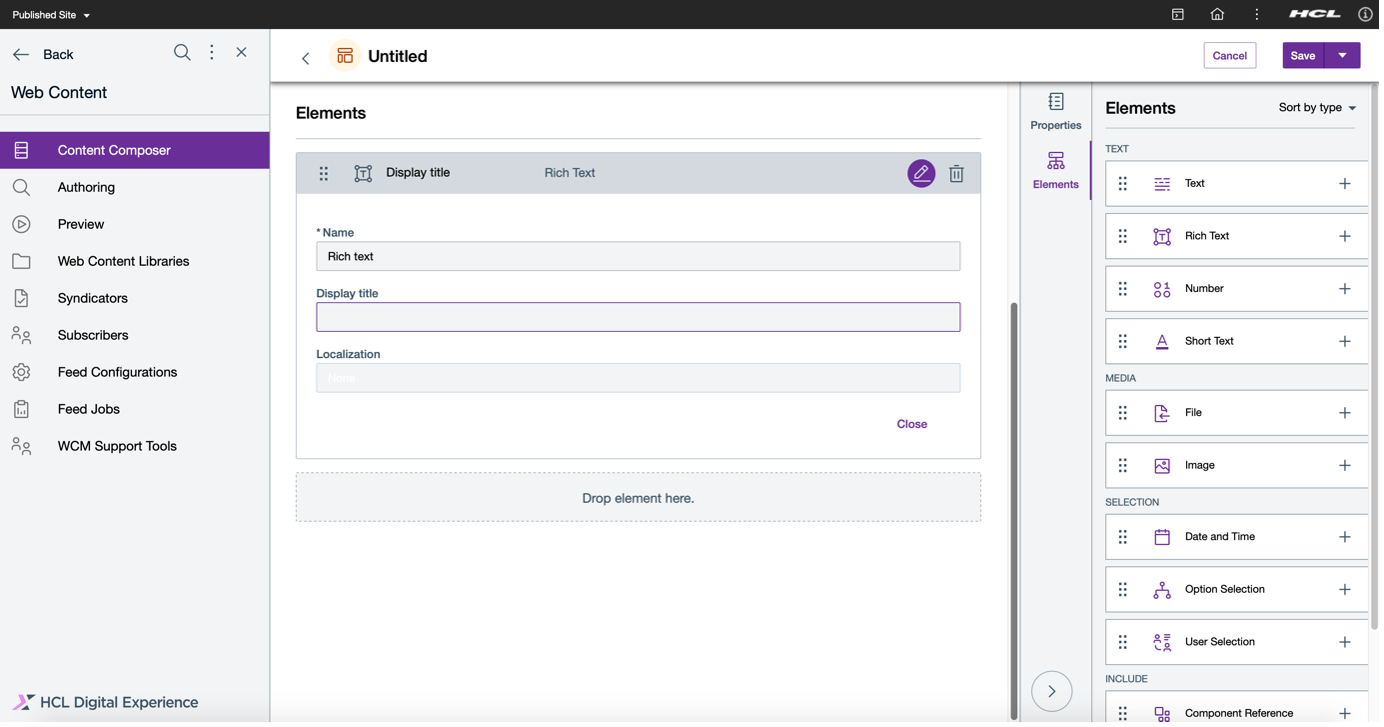 Published Site
HCL
Back
Web Content
Content Composer
Authoring
Preview
Web Content Libraries
Syndicators
Subscribers
Feed Configurations
Feed Jobs
WCM Support Tools
HCL Digital Experience
Untitled
Cancel
Save
Elements
Display title
Rich Text
* Name
Rich text
Display title
Localization
None
Close
Drop element here.
Properties
Elements
Elements
Sort by type
TEXT
Text
Rich Text
Number
Short Text
MEDIA
File
Image
SELECTION
Date and Time
Option Selection
User Selection
INCLUDE
Component Reference